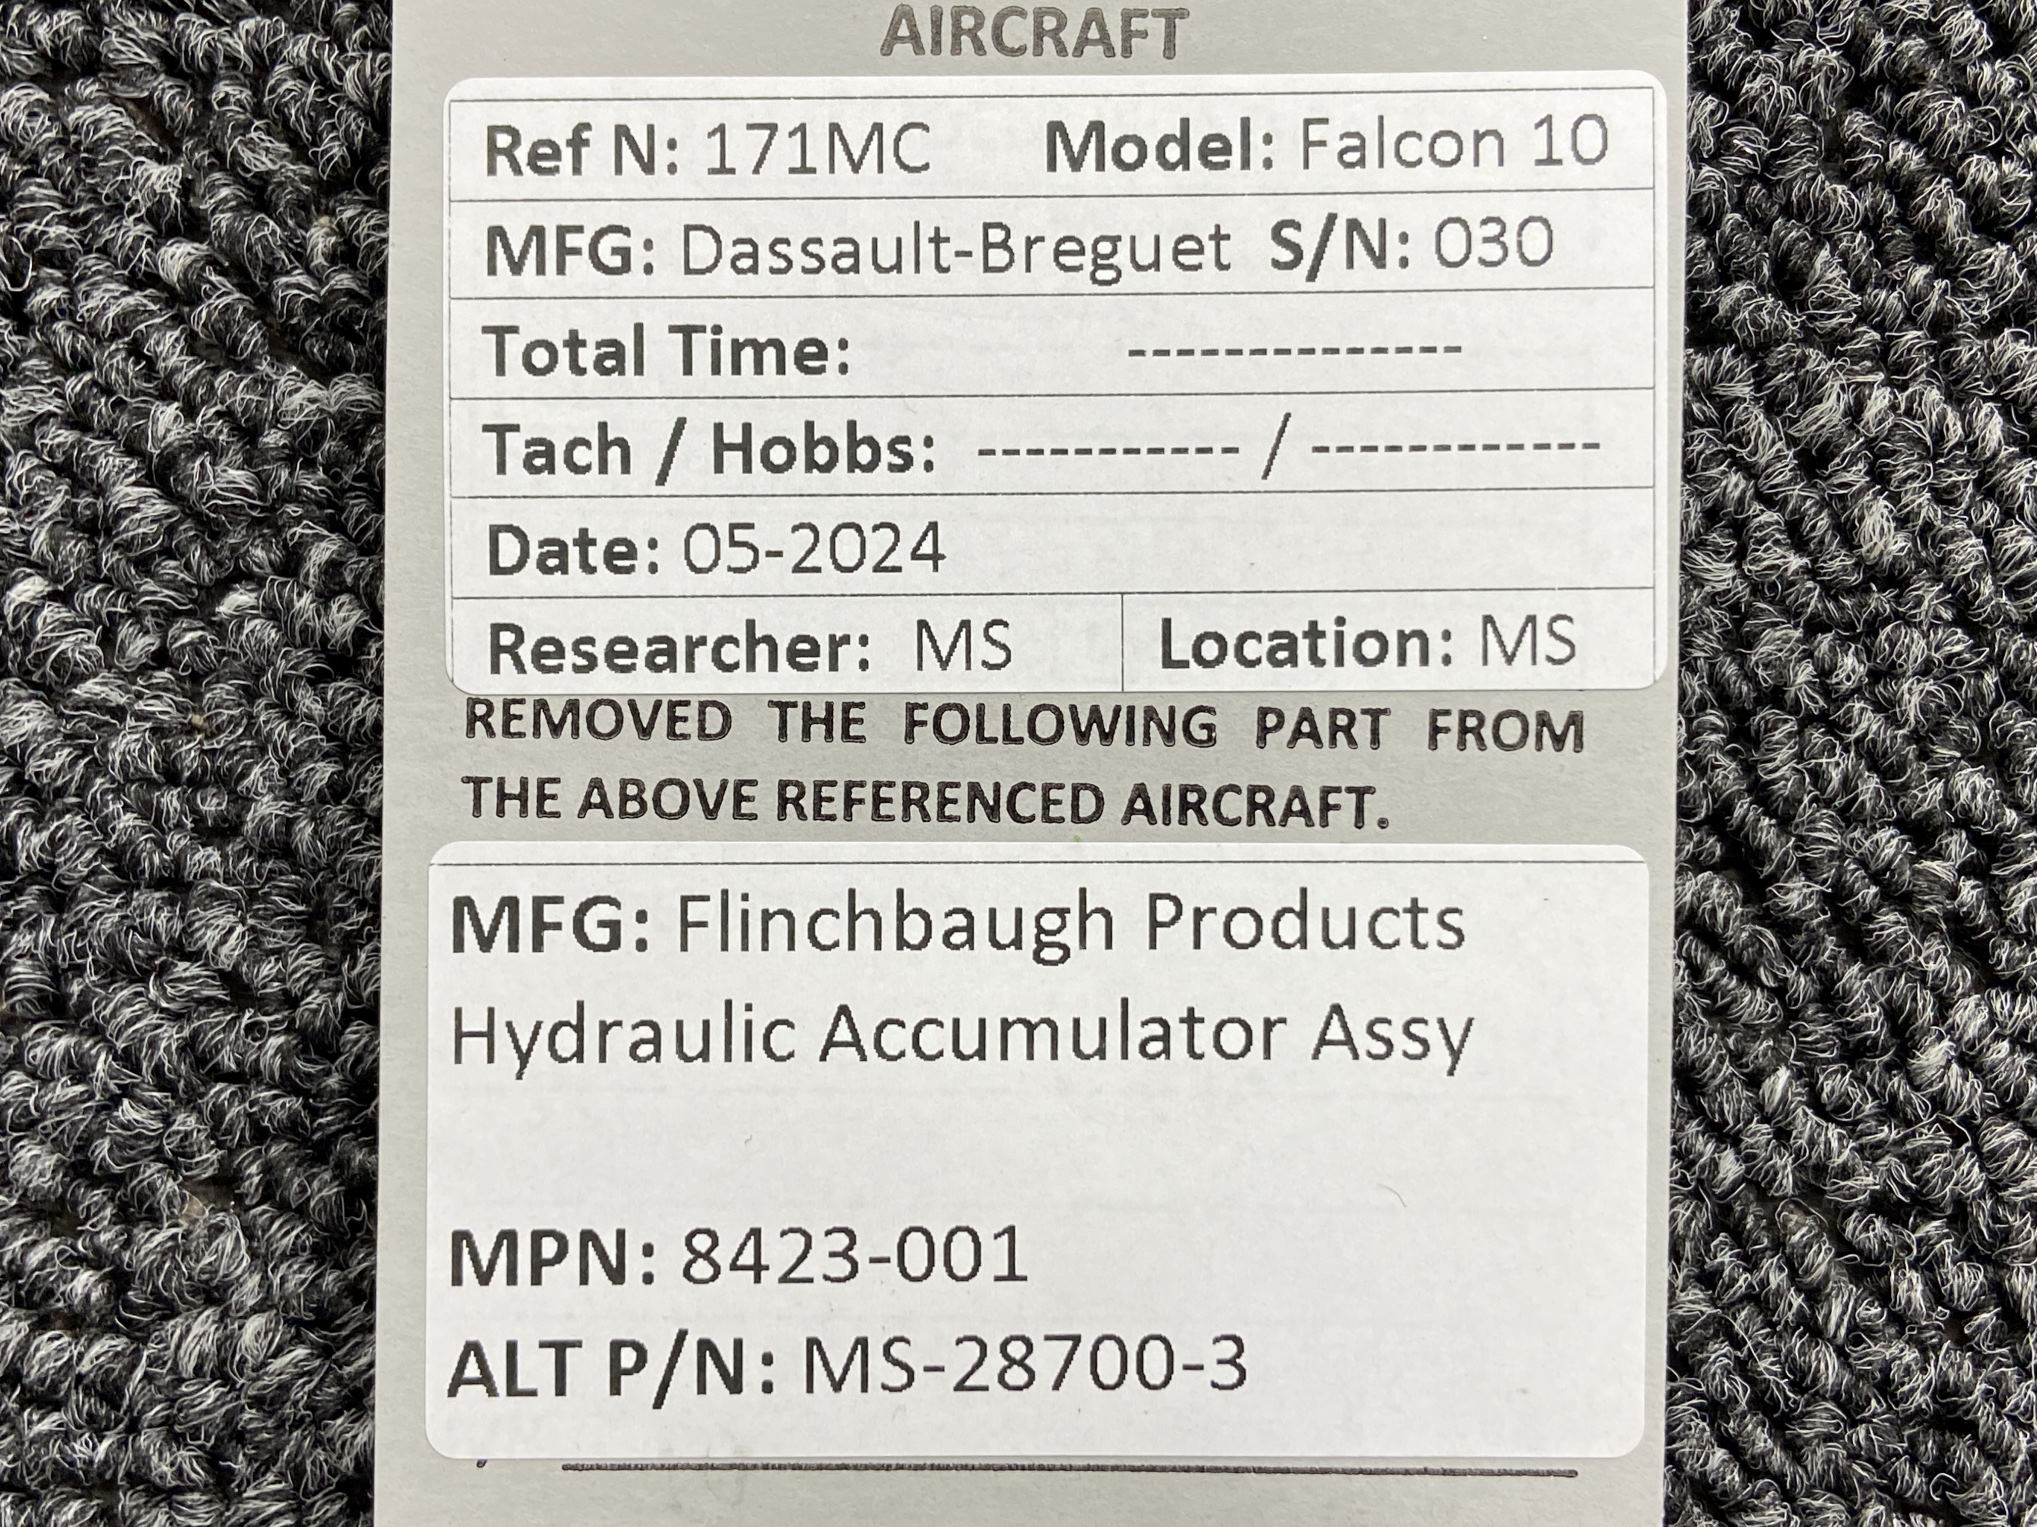 AIRCRAFT
Ref N: 171MC Model: Falcon 10
MFG: Dassault-Breguet S/N: 030
Total Time: --------------
Tach / Hobbs: ----------- / ------------
Date: 05-2024
Researcher: MS Location: MS
REMOVED THE FOLLOWING PART FROM
THE ABOVE REFERENCED AIRCRAFT.
MFG: Flinchbaugh Products
Hydraulic Accumulator Assy
MPN: 8423-001
ALT P/N: MS-28700-3